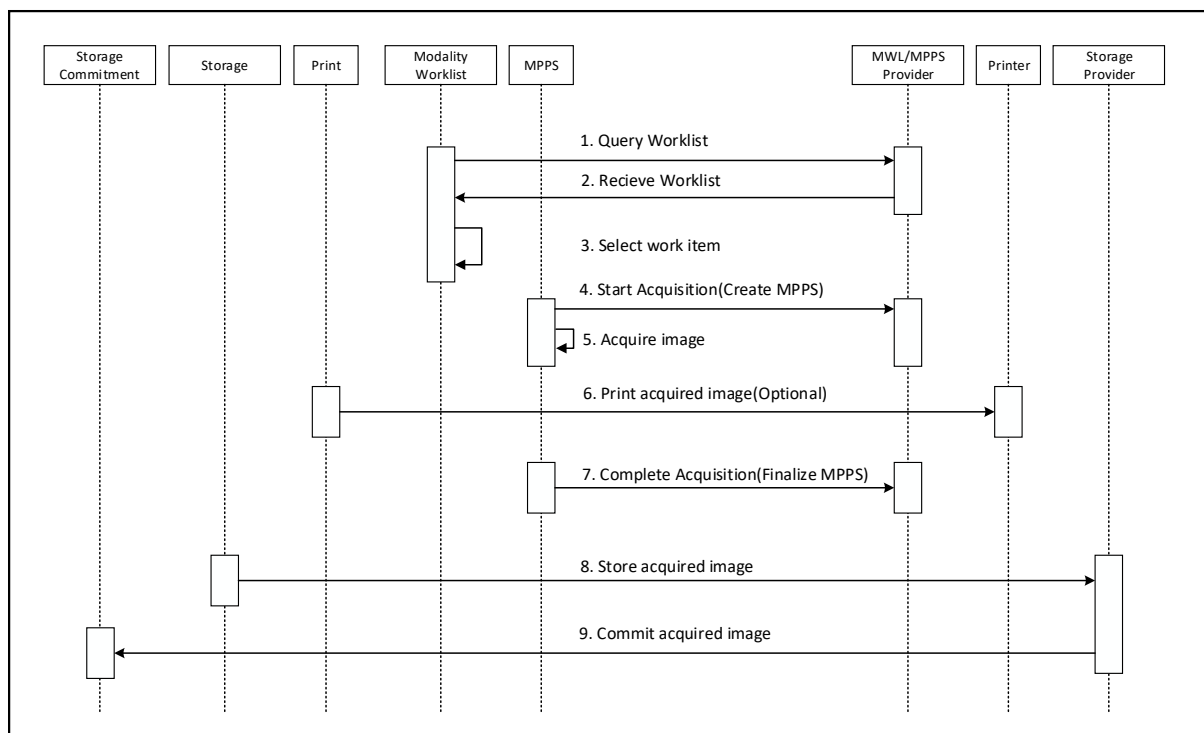 Storage
Commitment
Storage
Print
Modality
Worklist
MPPS
MWL/MPPS
Provider
Printer
Storage
Provider
1. Query Worklist
2. Recieve Worklist
3. Select work item
4. Start Acquisition(Create MPPS)
5. Acquire image
6. Print acquired image(Optional)
7. Complete Acquisition(Finalize MPPS)
8. Store acquired image
9. Commit acquired image